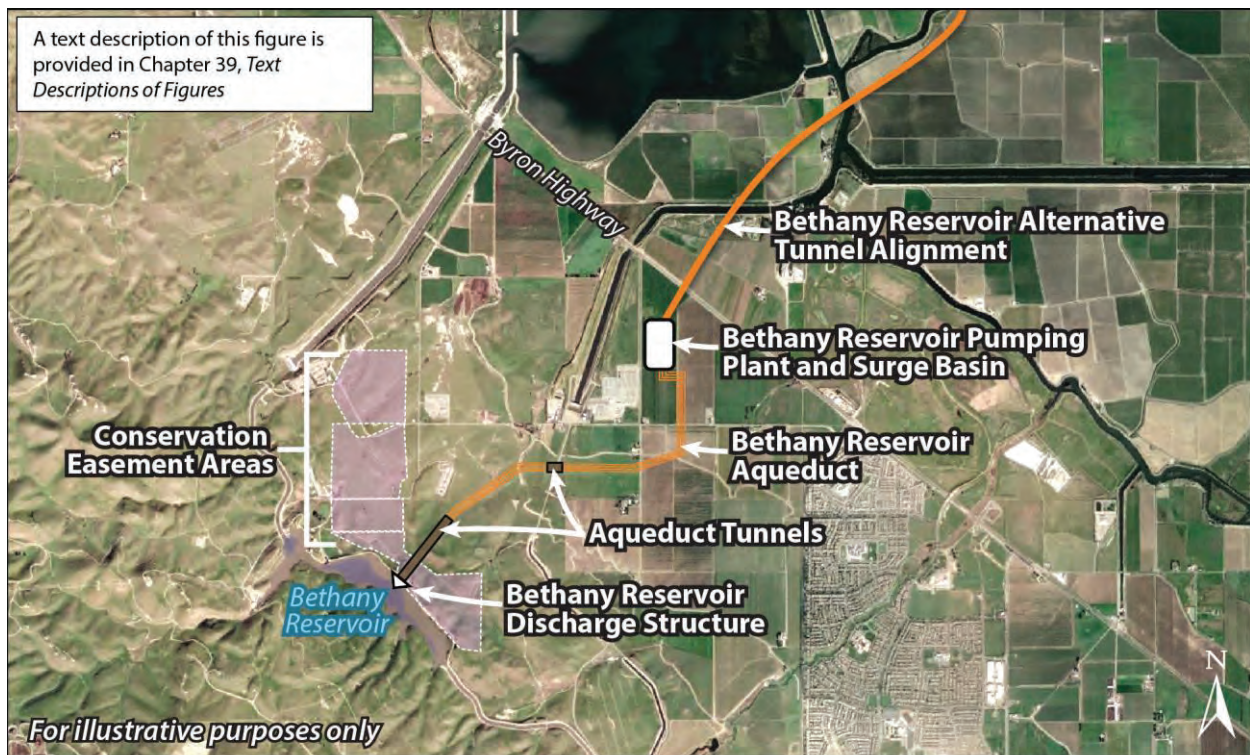 A text description of this figure is
provided in Chapter 39, Text
Descriptions of Figures
Byron Highway
Bethany Reservoir Alternative
Tunnel Alignment
Bethany Reservoir Pumping
Plant and Surge Basin
Conservation
Easement Areas
Bethany Reservoir
Aqueduct
Aqueduct Tunnels
Bethany
Reservoir
Bethany Reservoir
Discharge Structure
N
For illustrative purposes only